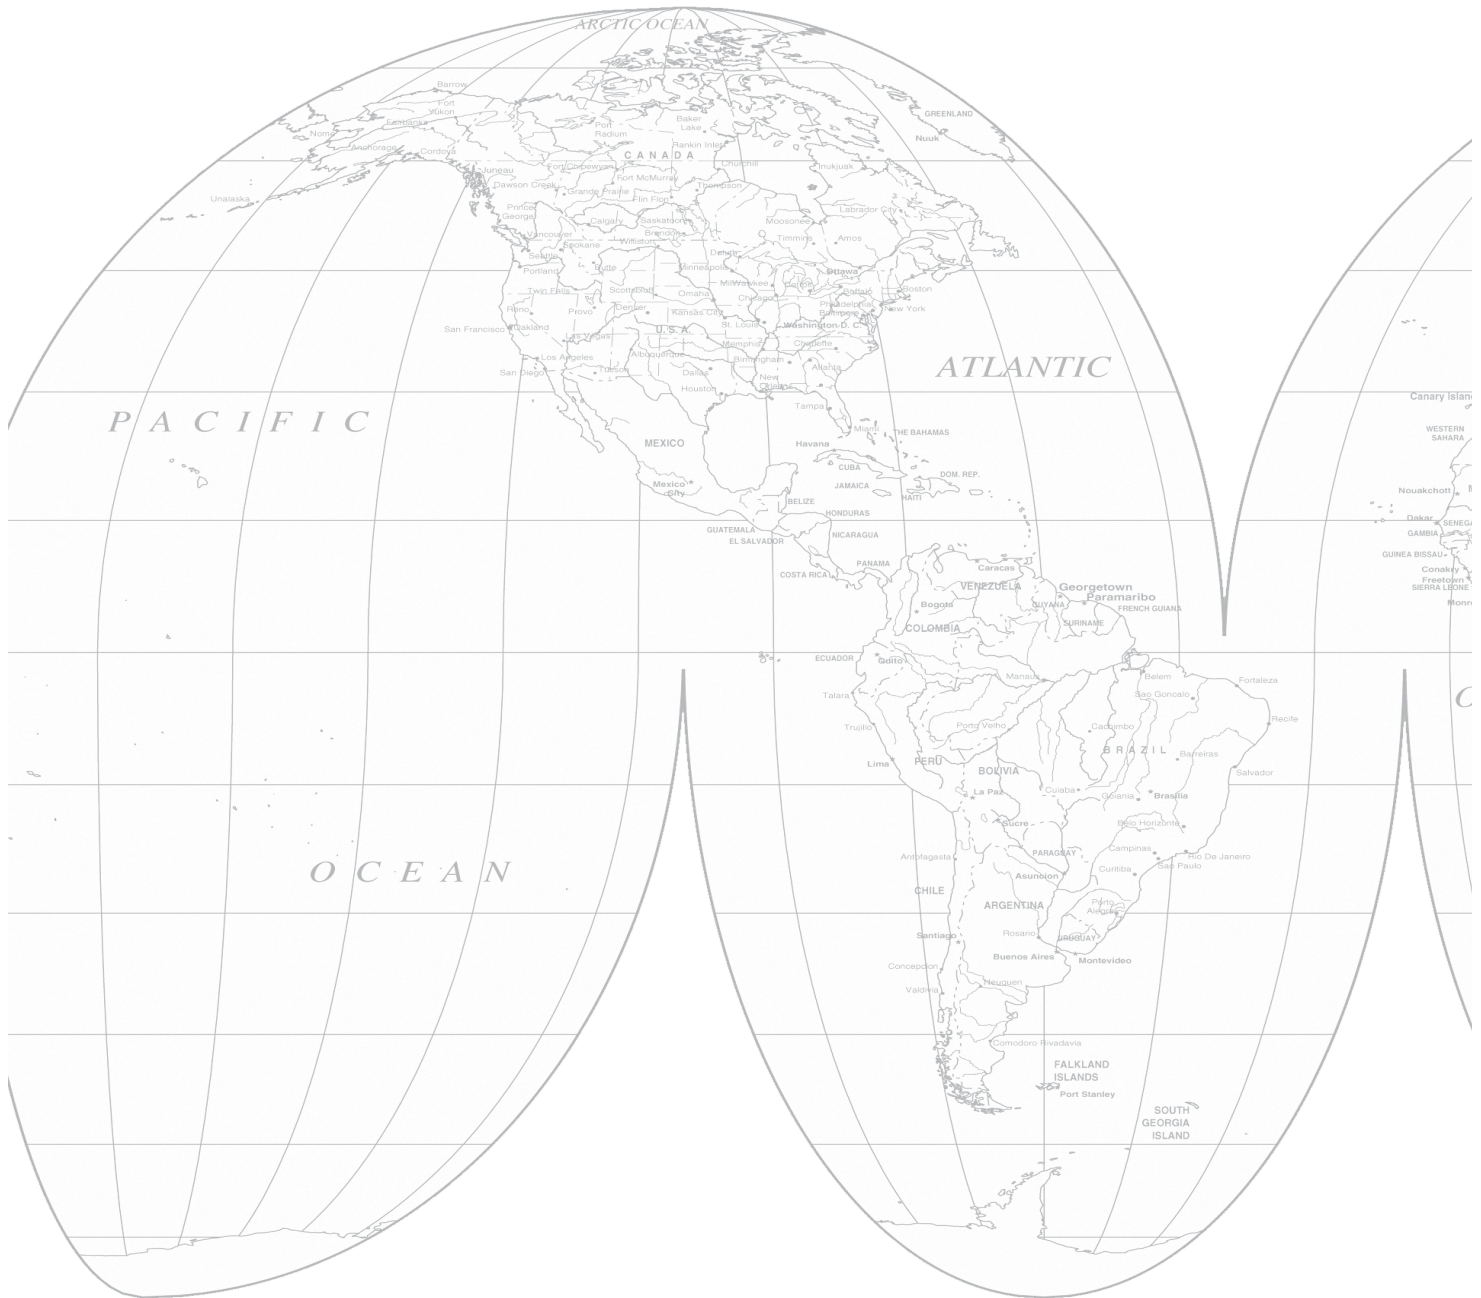 ARCTIC OCEAN
Barrow
Fort
Yukon
Fairbanks
Nome
Anchorage
Cordova
Unalaska
Juneau
GREENLAND
Nuuk
Port
Radium
Baker
Lake
Rankin Inlet
CANADA
Churchill
Inukjuak
Fort Chipewyan
Fort McMurray
Dawson Creek
Grande Prairie
Thompson
Flin Flon
Prince
George
Calgary
Saskatoon
Moosonee
Labrador City
Vancouver
Brandon
Williston
Timmins
Amos
Spokane
Seattle
Duluth
Portland
Butte
Minneapolis
Ottawa
Twin Falls
Scottsbluff
Omaha
Milwaukee
Detroit
Buffalo
Boston
Chicago
Reno
Provo
Denver
Kansas City
Philadelphia
Baltimore
New York
San Francisco
Oakland
U.S.A.
St. Louis
Washington D. C.
Las Vegas
Memphis
Charlotte
Los Angeles
Albuquerque
Birmingham
Atlanta
San Diego
Tucson
Dallas
New
Orleans
Houston
Tampa
Miami
ATLANTIC
PACIFIC
MEXICO
Havana
THE BAHAMAS
Mexico
City
CUBA
DOM. REP.
JAMAICA
HAITI
BELIZE
HONDURAS
GUATEMALA
EL SALVADOR
NICARAGUA
COSTA RICA
PANAMA
Canary Islan
WESTERN
SAHARA
Nouakchott
M
Dakar
SENEGA
GAMBIA
GUINEA BISSAU
Conakry
Freetown
SIERRA LEONE
Monr
Caracas
VENEZUELA
Georgetown
Paramaribo
GUYANA
FRENCH GUIANA
SURINAME
Bogota
COLOMBIA
ECUADOR
Quito
Manaus
Belem
Fortaleza
Sao Goncalo
Talara
Trujillo
Porto Velho
Cachimbo
Recife
BRAZIL
Barreiras
Lima
PERU
BOLIVIA
Salvador
La Paz
Cuiaba
Goiania
Brasilia
Sucre
Belo Horizonte
PARAGUAY
Campinas
Rio De Janeiro
Sao Paulo
Antofagasta
Asuncion
Curitiba
OCEAN
CHILE
ARGENTINA
Porto
Alegre
Santiago
Rosario
URUGUAY
Buenos Aires
Montevideo
Concepcion
Valdivia
Neuquen
Comodoro Rivadavia
FALKLAND
ISLANDS
Port Stanley
SOUTH
GEORGIA
ISLAND